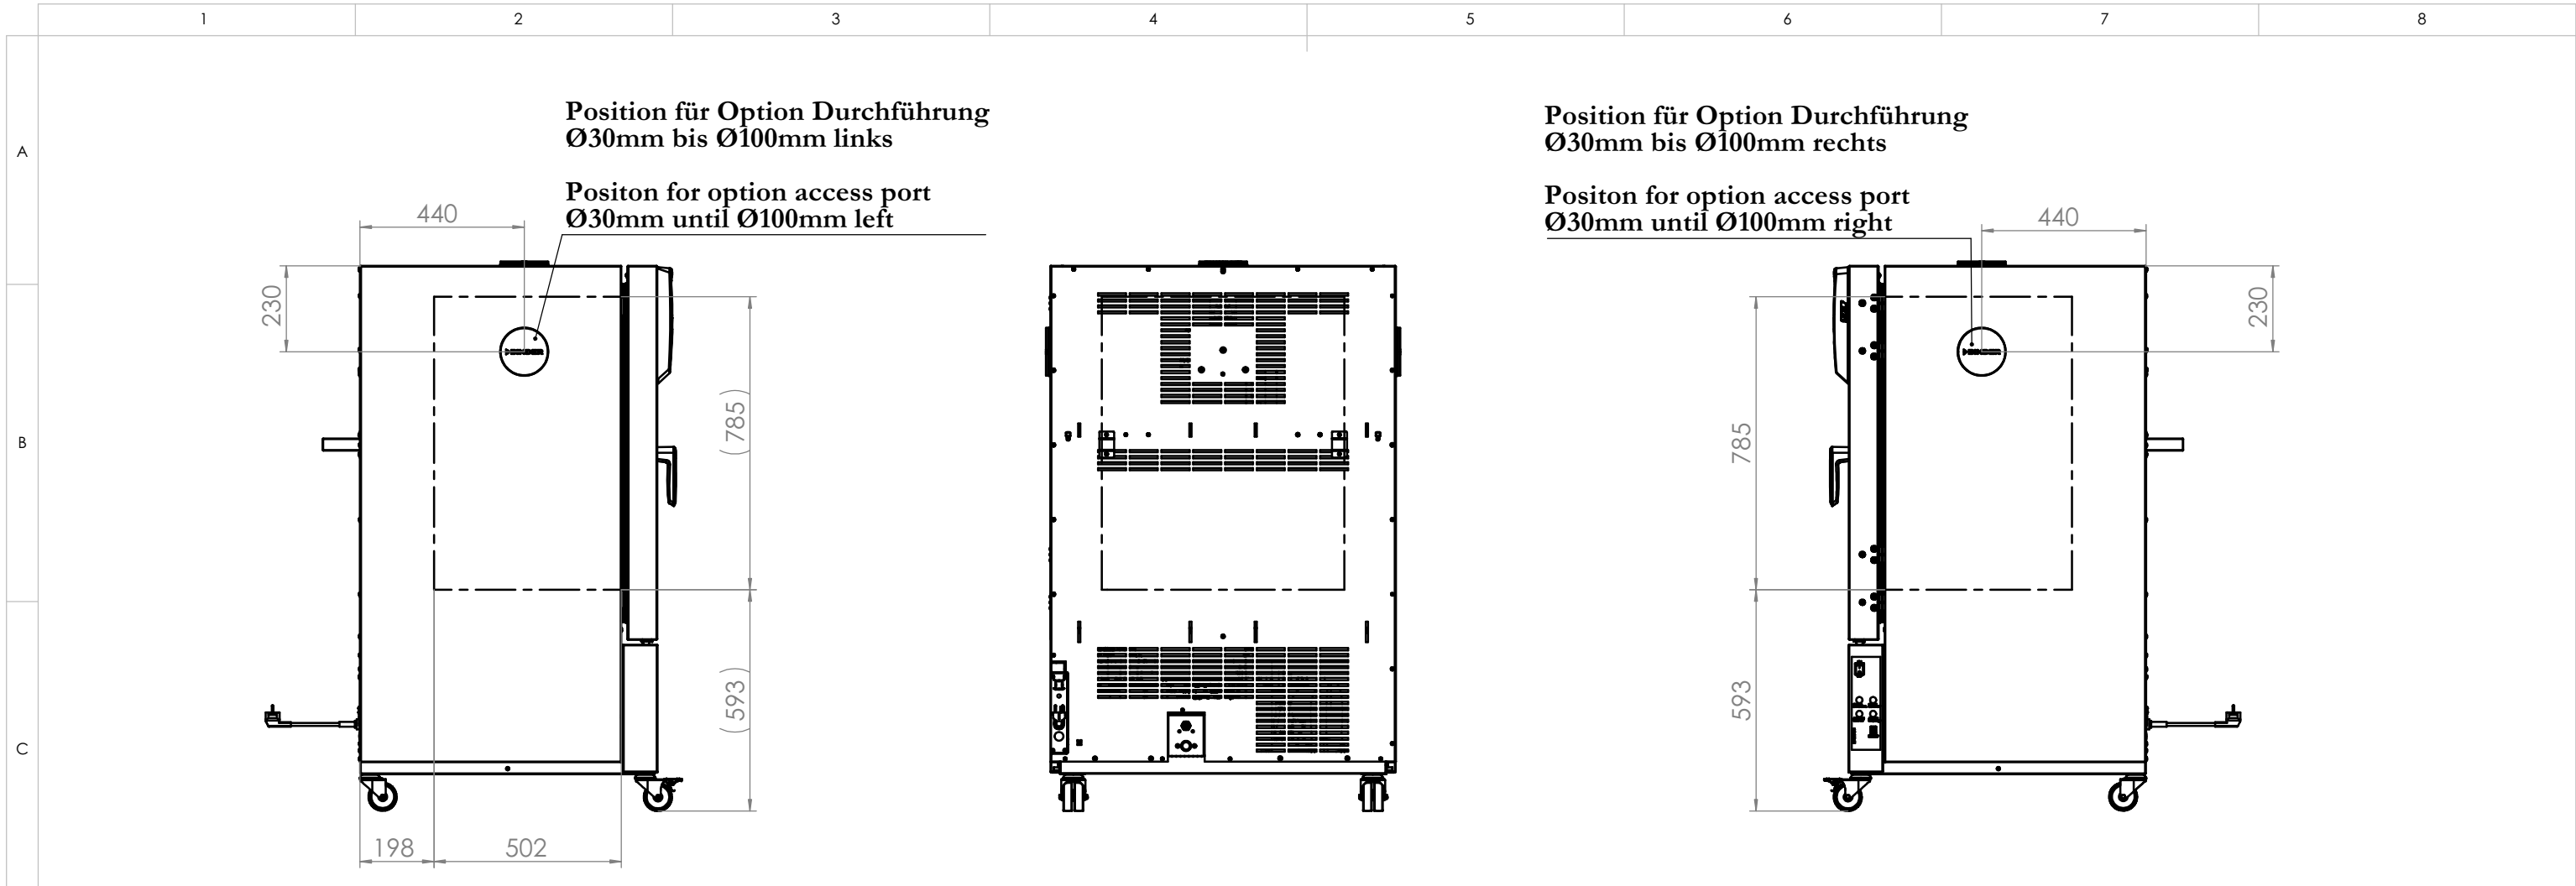 1 2 3 4 5 6 7 8
A
B
C
Position für Option Durchführung
Ø30mm bis Ø100mm links
Positon for option access port
Ø30mm until Ø100mm left
440
230
(785)
(593)
198
502
Position für Option Durchführung
Ø30mm bis Ø100mm rechts
Positon for option access port
Ø30mm until Ø100mm right
440
230
785
593